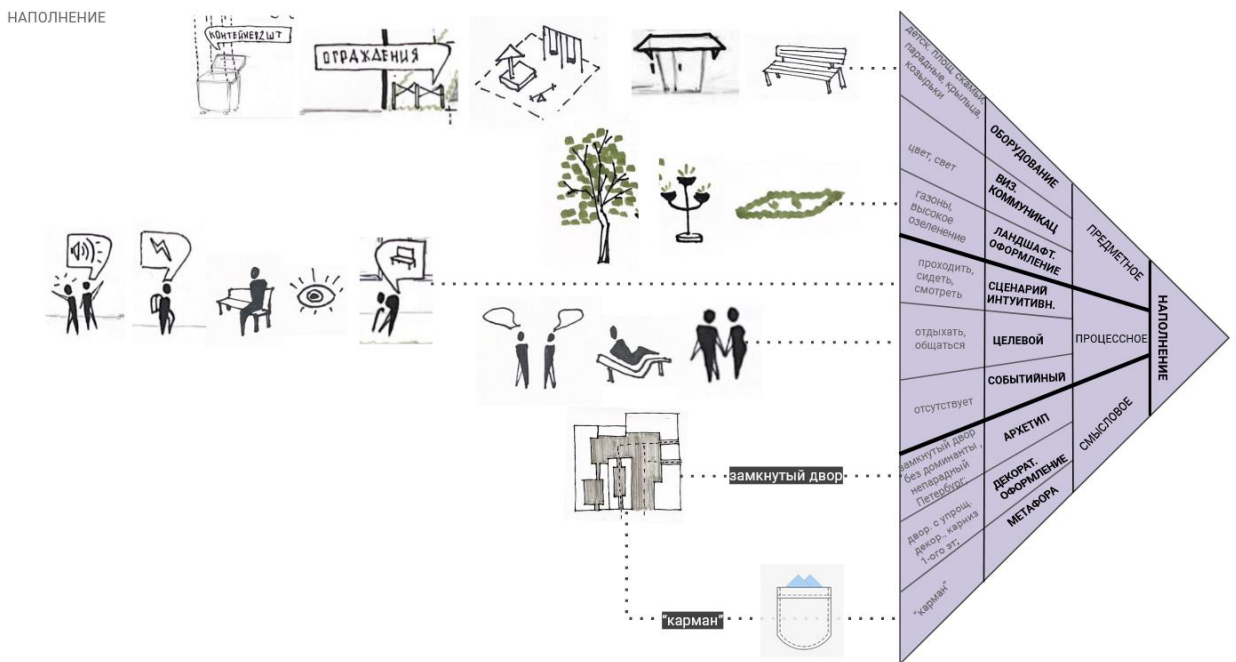 НАПОЛНЕНИЕ
КОНТЕЙНЕР 2 ШТ
ОГРАЖДЕНИЯ
детск. площ, скамьи,
парадные, крыльца,
козырьки
ОБОРУДОВАНИЕ
цвет, свет
ВИЗ.
КОММУНИКАЦ
газоны,
высокое
озеленение
ЛАНДШАФТ.
ОФОРМЛЕНИЕ
ПРЕДМЕТНОЕ
проходить,
сидеть,
смотреть
СЦЕНАРИЙ
ИНТУИТИВН.
отдыхать,
общаться
ЦЕЛЕВОЙ
ПРОЦЕССНОЕ
НАПОЛНЕНИЕ
отсутствует
СОБЫТИЙНЫЙ
замкнутый двор
без доминанты,
непарадный
Петербург;
АРХЕТИП
СМЫСЛОВОЕ
замкнутый двор
двор. с упрощ.
декор., карниз
1-ого эт;
ДЕКОРАТ.
ОФОРМЛЕНИЕ
МЕТАФОРА
"карман"
"карман"